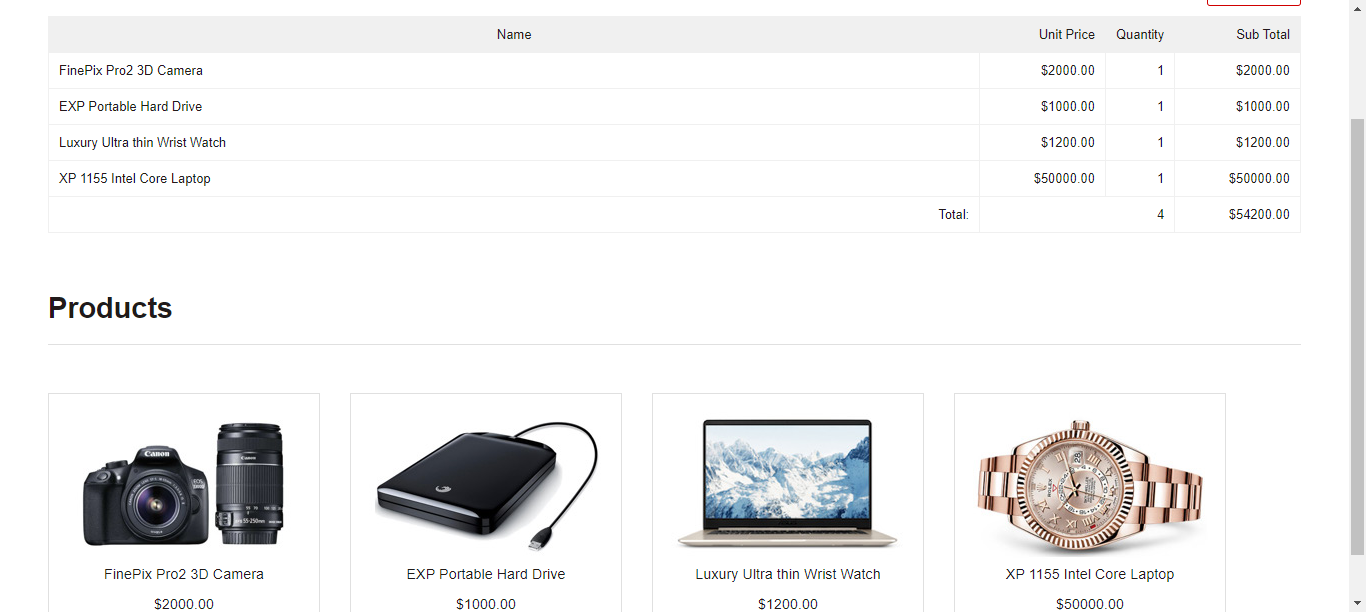 Name Unit Price Quantity Sub Total
FinePix Pro2 3D Camera $2000.00 1 $2000.00
EXP Portable Hard Drive $1000.00 1 $1000.00
Luxury Ultra thin Wrist Watch $1200.00 1 $1200.00
XP 1155 Intel Core Laptop $50000.00 1 $50000.00
Total: 4 $54200.00
Products
Canon
Canon
EOS
FinePix Pro2 3D Camera
$2000.00
EXP Portable Hard Drive
$1000.00
Luxury Ultra thin Wrist Watch
$1200.00
28
ROLEX
XP 1155 Intel Core Laptop
$50000.00